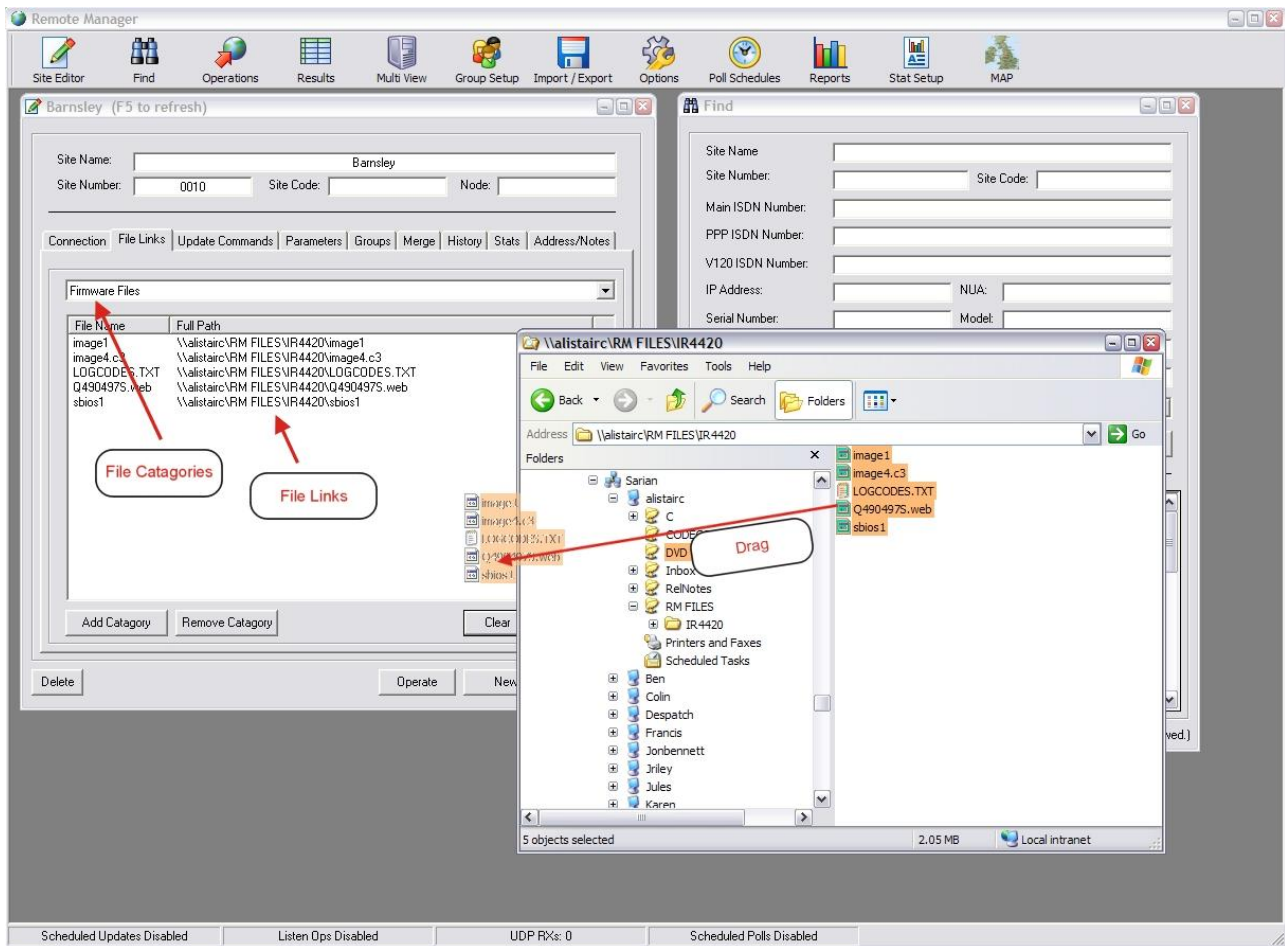 Remote Manager
Site Editor Find Operations Results Multi View Group Setup Import / Export Options Poll Schedules Reports Stat Setup MAP
Barnsley (F5 to refresh)
Site Name: Barnsley
Site Number: 0010 Site Code: Node:
Connection File Links Update Commands Parameters Groups Merge History Stats Address/Notes
Firmware Files
File Name Full Path
image1 \\alistairc\RM FILES\IR4420\image1
image4.c3 \\alistairc\RM FILES\IR4420\image4.c3
LOGCODES.TXT \\alistairc\RM FILES\IR4420\LOGCODES.TXT
Q490497S.web \\alistairc\RM FILES\IR4420\Q490497S.web
sbios1 \\alistairc\RM FILES\IR4420\sbios1
File Catagories
File Links
image1
image4.c3
LOGCODES.TXT
Q490497S.web
sbios1
Add Catagory Remove Catagory Clear
Delete Operate New
Find
Site Name
Site Number: Site Code:
Main ISDN Number:
PPP ISDN Number:
V120 ISDN Number:
IP Address: NUA:
Serial Number: Model:
\\alistairc\RM FILES\IR4420
File Edit View Favorites Tools Help
Back Search Folders
Address \\alistairc\RM FILES\IR4420 Go
Folders
Sarian
alistairc
C
DVD
Inbox
RelNotes
RM FILES
IR4420
Printers and Faxes
Scheduled Tasks
Ben
Colin
Despatch
Francis
Jonbennett
Jriley
Jules
Karen
image1
image4.c3
LOGCODES.TXT
Q490497S.web
sbios1
Drag
5 objects selected 2.05 MB Local intranet
Scheduled Updates Disabled Listen Ops Disabled UDP RXs: 0 Scheduled Polls Disabled